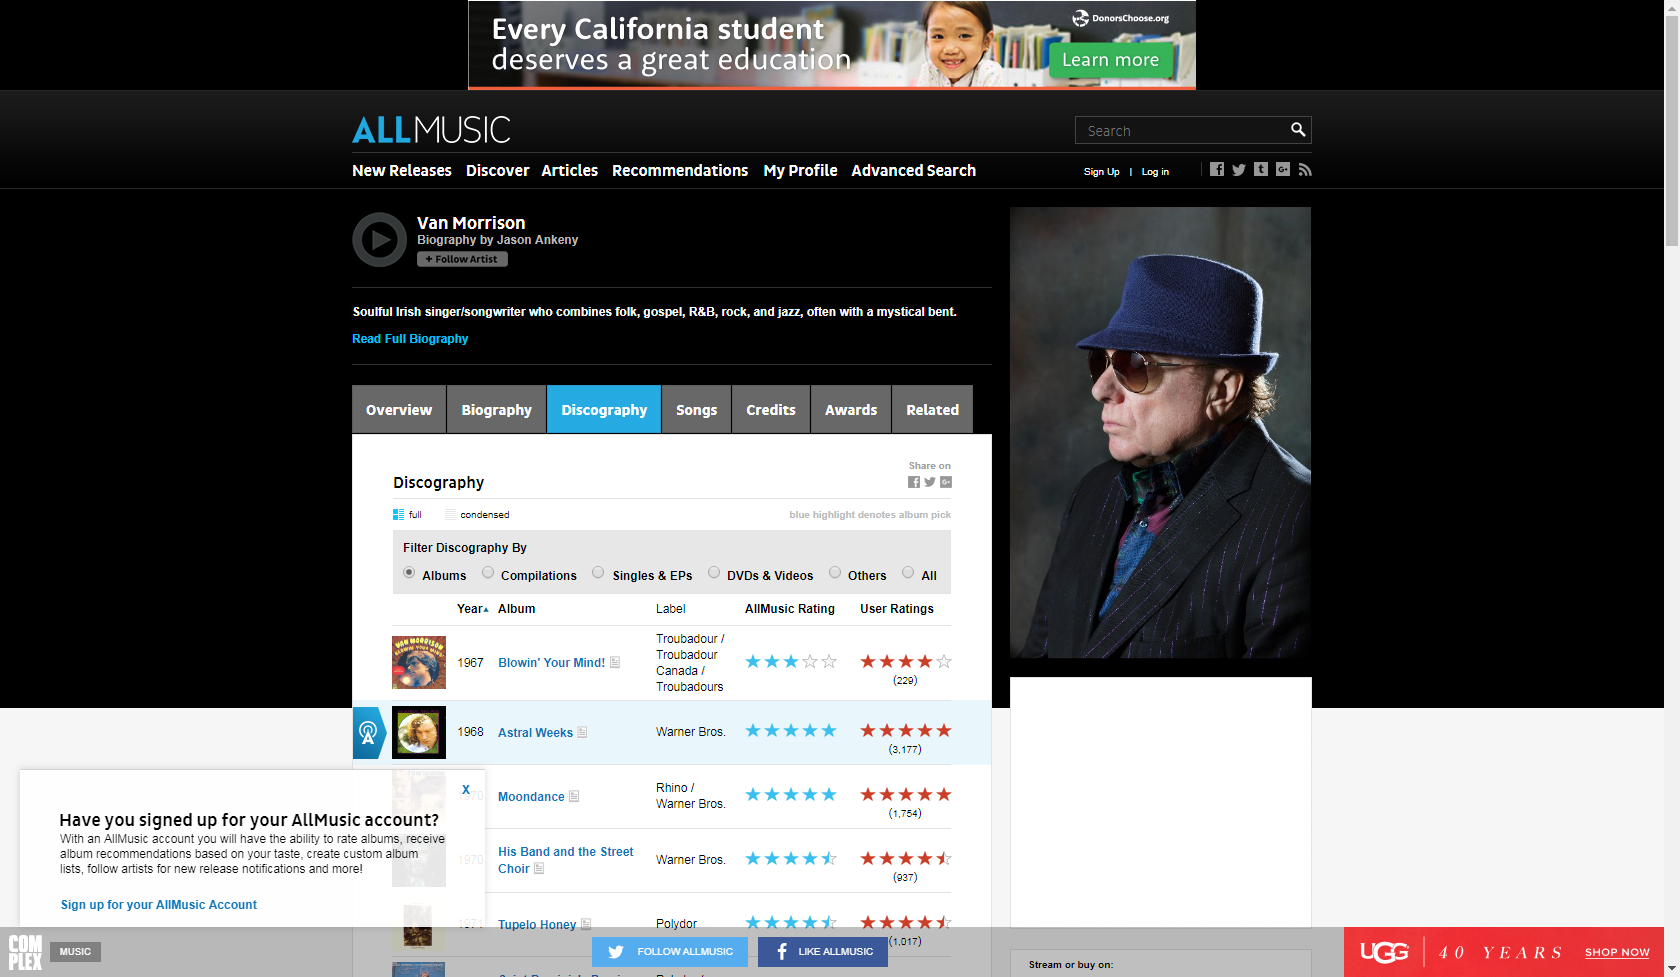 Every California student
deserves a great education
DonorsChoose.org
Learn more
ALLMUSIC
Search
New Releases Discover Articles Recommendations My Profile Advanced Search
Sign Up | Log in
Van Morrison
Biography by Jason Ankeny
+ Follow Artist
Soulful Irish singer/songwriter who combines folk, gospel, R&B, rock, and jazz, often with a mystical bent.
Read Full Biography
Overview Biography Discography Songs Credits Awards Related
Share on
Discography
full condensed blue highlight denotes album pick
Filter Discography By
Albums Compilations Singles & EPs DVDs & Videos Others All
Year Album Label AllMusic Rating User Ratings
VAN MORRISON
BLOWIN' YOUR MIND!
1967 Blowin' Your Mind!
Troubadour /
Troubadour
Canada /
Troubadours
(229)
1968 Astral Weeks Warner Bros.
(3,177)
1970 Moondance
Rhino /
Warner Bros.
(1,754)
1970
His Band and the Street
Choir
Warner Bros.
(937)
1971 Tupelo Honey Polydor
(1,017)
X
Have you signed up for your AllMusic account?
With an AllMusic account you will have the ability to rate albums, receive
album recommendations based on your taste, create custom album
lists, follow artists for new release notifications and more!
Sign up for your AllMusic Account
COMPLEX
MUSIC
FOLLOW ALLMUSIC
LIKE ALLMUSIC
Stream or buy on:
UGG 40 YEARS SHOP NOW